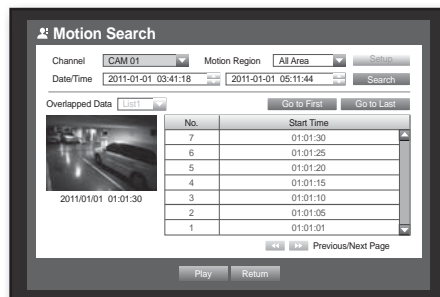 Motion Search
Channel CAM 01 Motion Region All Area Setup
Date/Time 2011-01-01 03:41:18 2011-01-01 05:11:44 Search
Overlapped Data List1 Go to First Go to Last
No. Start Time
7 01:01:30
6 01:01:25
5 01:01:20
4 01:01:15
3 01:01:10
2 01:01:05
1 01:01:01
2011/01/01 01:01:30
Previous/Next Page
Play Return